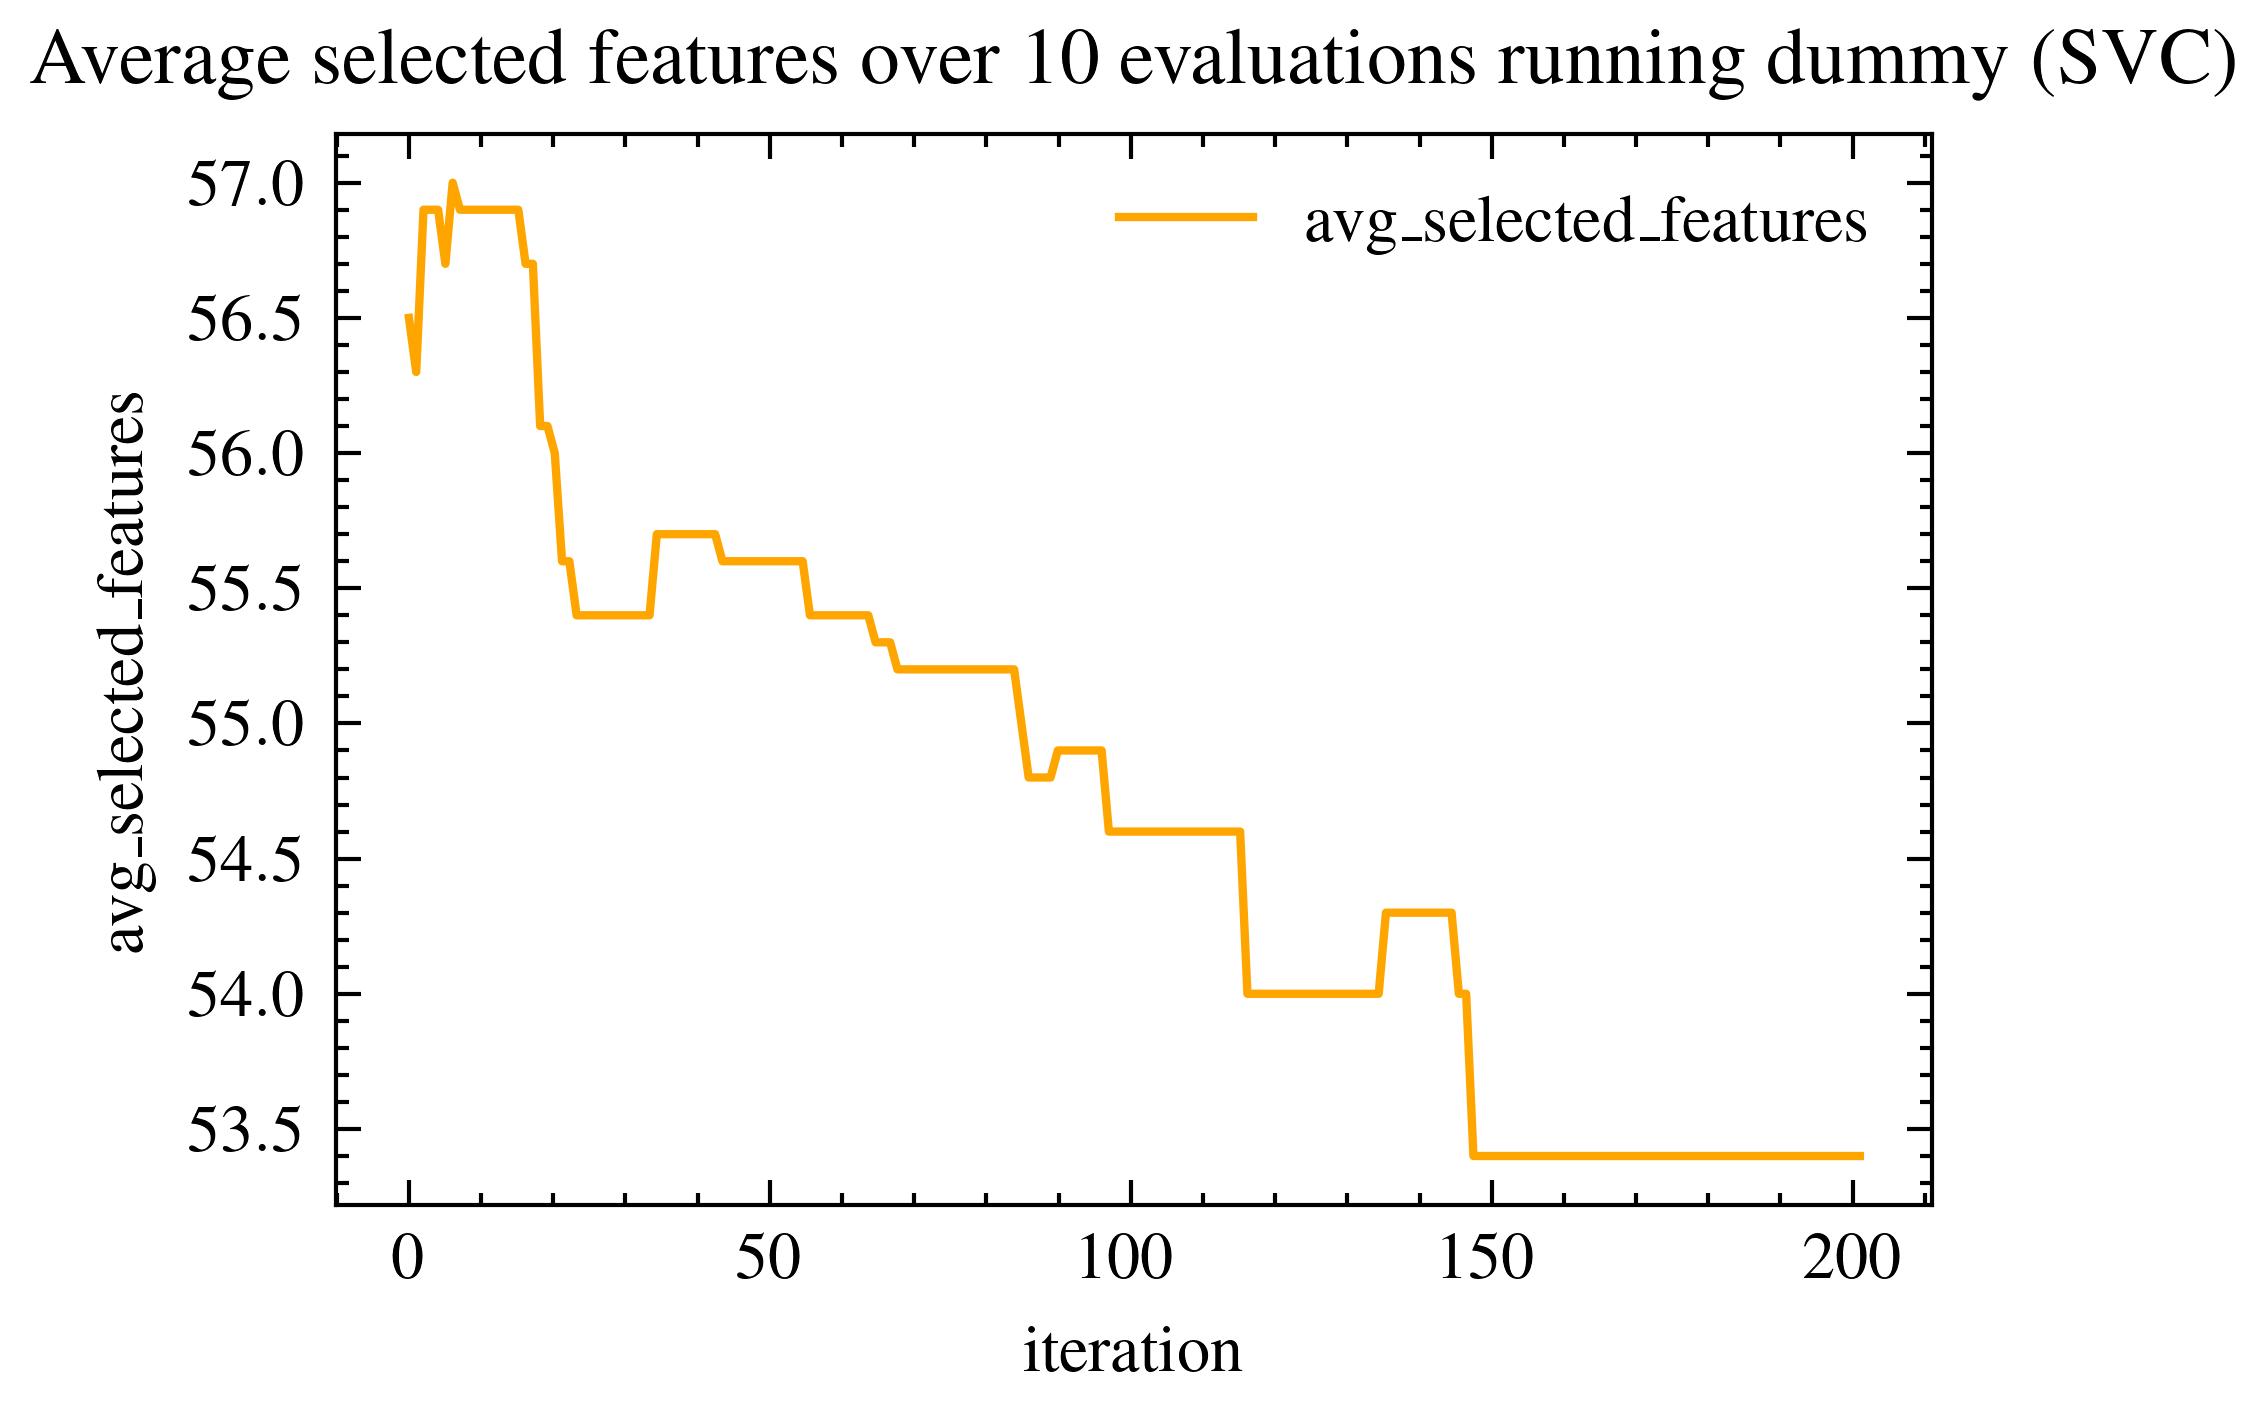 Average selected features over 10 evaluations running dummy (SVC)
avg_selected_features
57.0
56.5
56.0
55.5
55.0
54.5
54.0
53.5
avg_selected_features
0 50 100 150 200
iteration